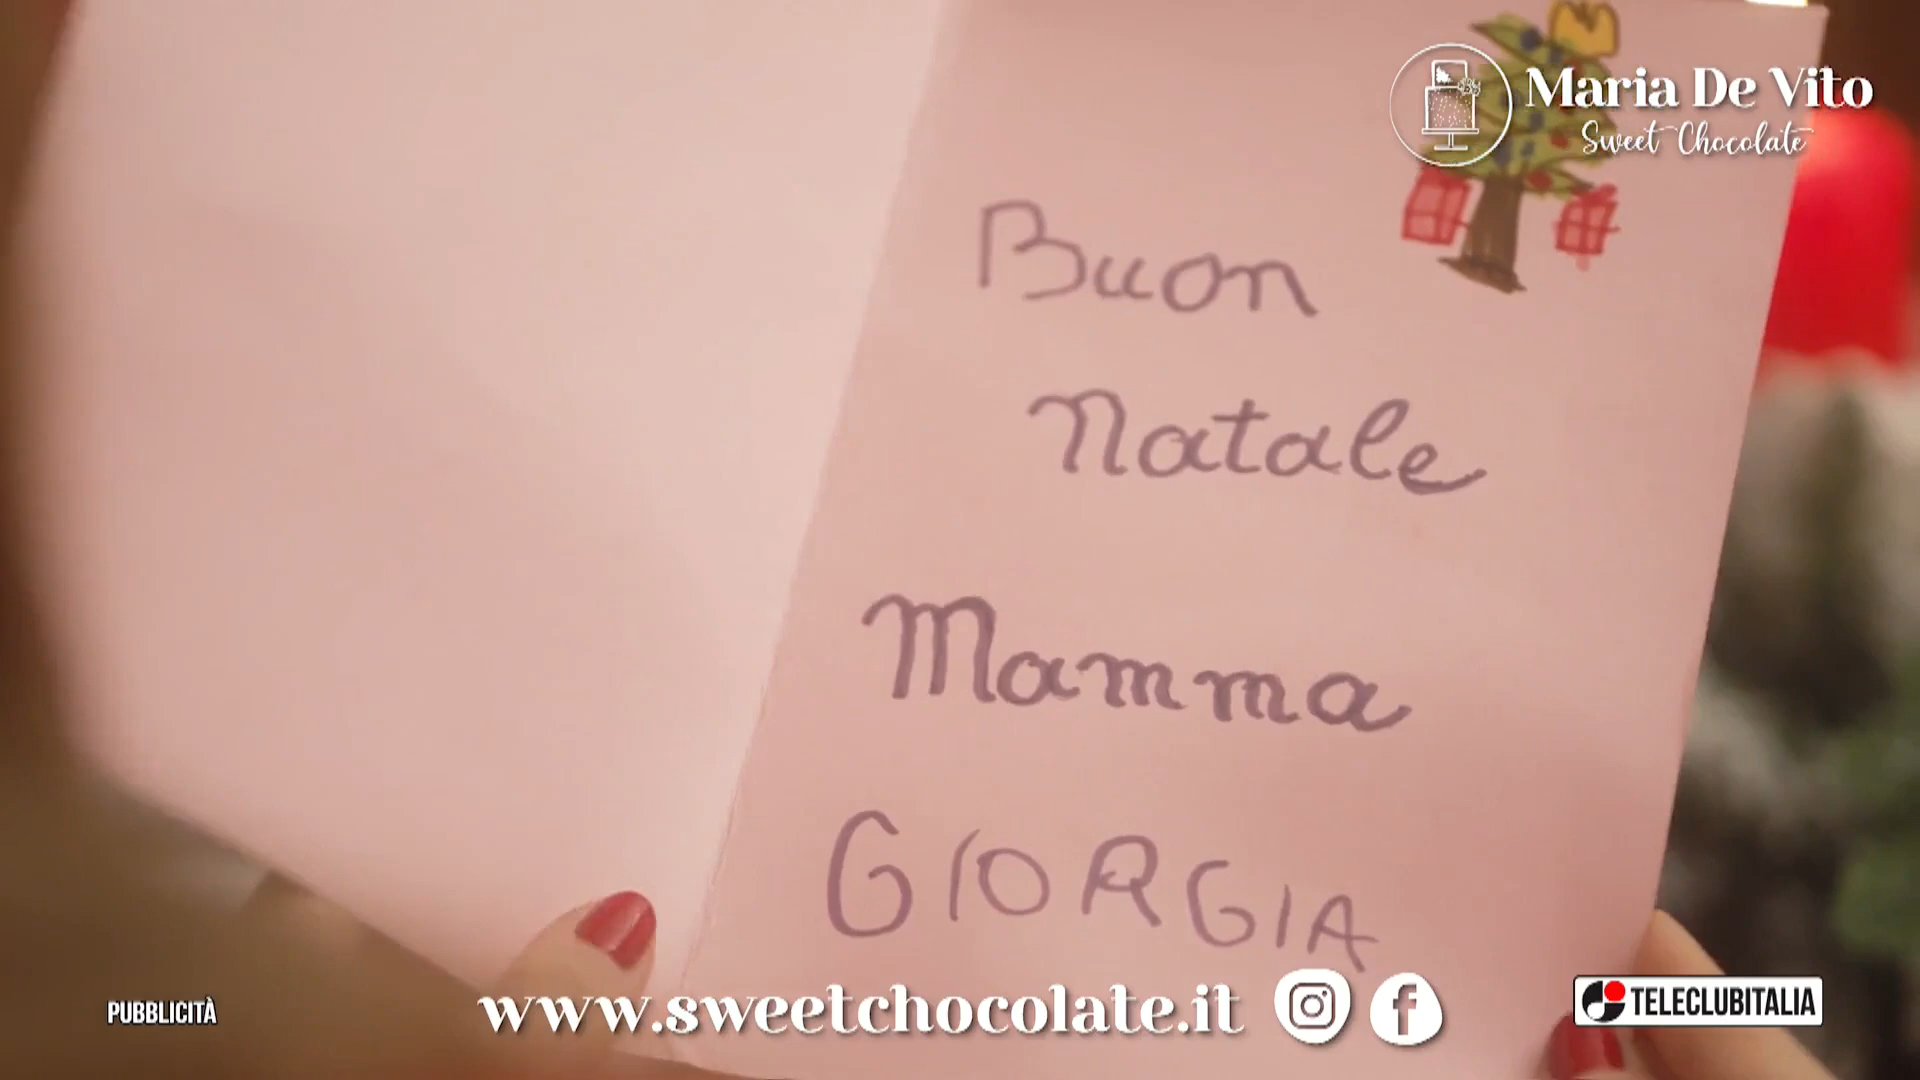 Maria De Vito
Sweet Chocolate
Buon
Natale
Mamma
GIORGIA
www.sweetchocolate.it
PUBBLICITÀ
TELECLUBITALIA